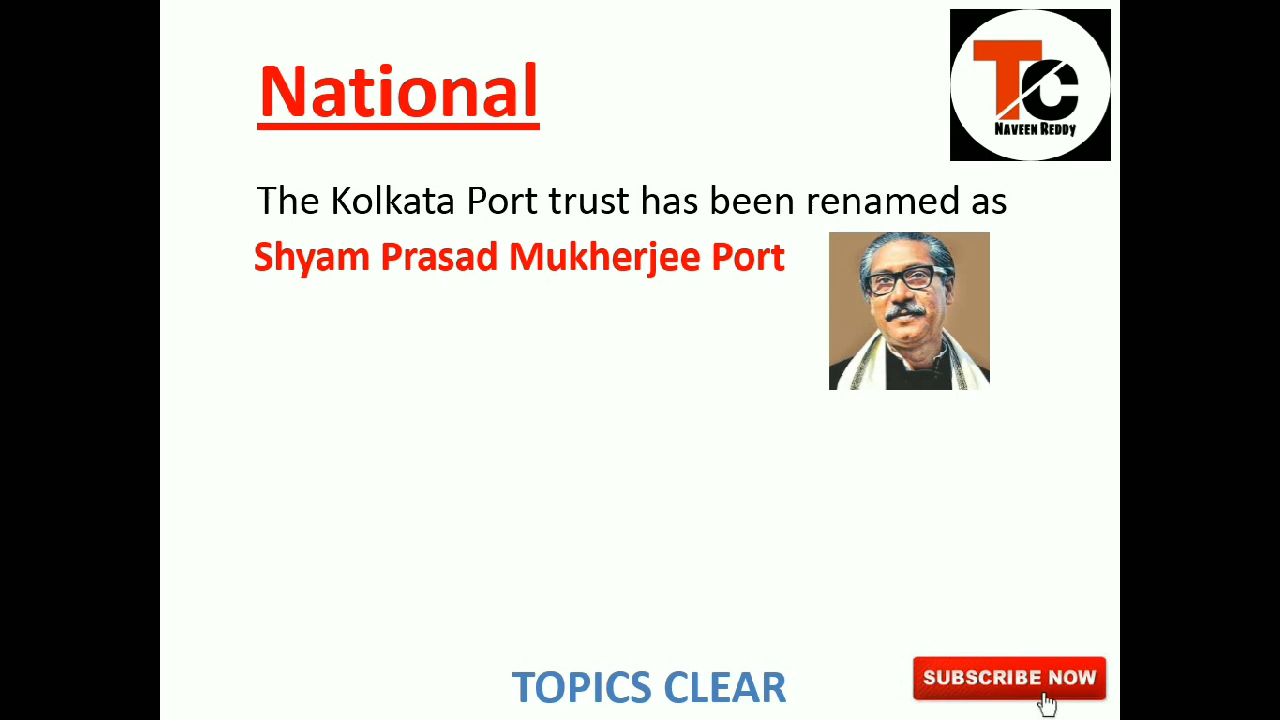 National
TC
NAVEEN REDDY
The Kolkata Port trust has been renamed as
Shyam Prasad Mukherjee Port
TOPICS CLEAR
SUBSCRIBE NOW